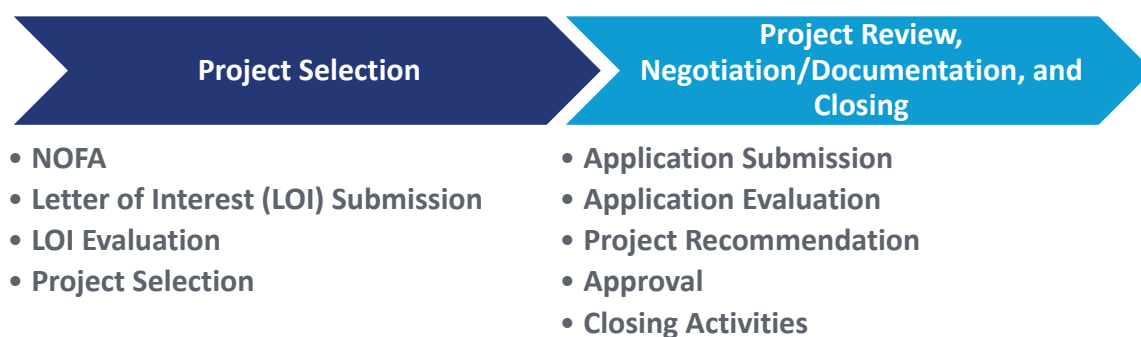 Project Selection
Project Review,
Negotiation/Documentation, and
Closing
• NOFA
• Letter of Interest (LOI) Submission
• LOI Evaluation
• Project Selection
• Application Submission
• Application Evaluation
• Project Recommendation
• Approval
• Closing Activities